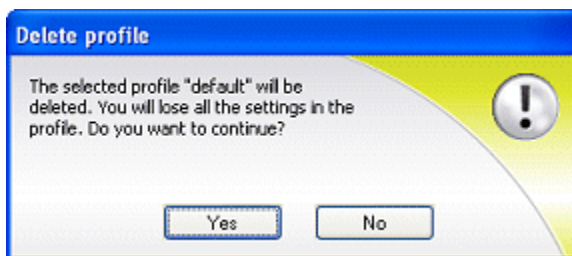 Delete profile
The selected profile "default" will be
deleted. You will lose all the settings in the
profile. Do you want to continue?
Yes No